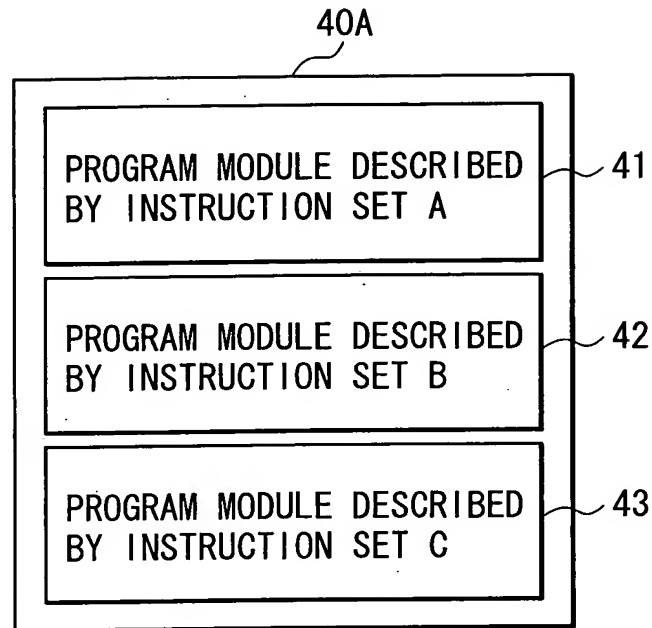 40A
PROGRAM MODULE DESCRIBED
BY INSTRUCTION SET A
41
PROGRAM MODULE DESCRIBED
BY INSTRUCTION SET B
42
PROGRAM MODULE DESCRIBED
BY INSTRUCTION SET C
43